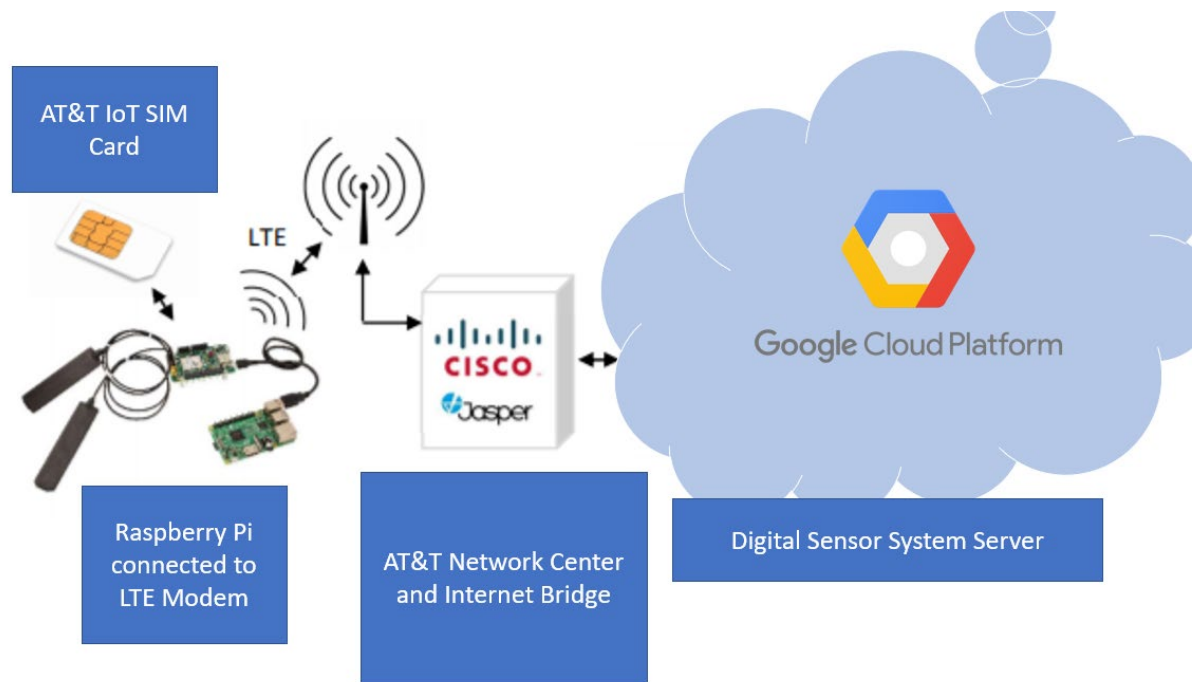 AT&T IoT SIM
Card
LTE
CISCO
Jasper
Google Cloud Platform
Raspberry Pi
connected to
LTE Modem
AT&T Network Center
and Internet Bridge
Digital Sensor System Server